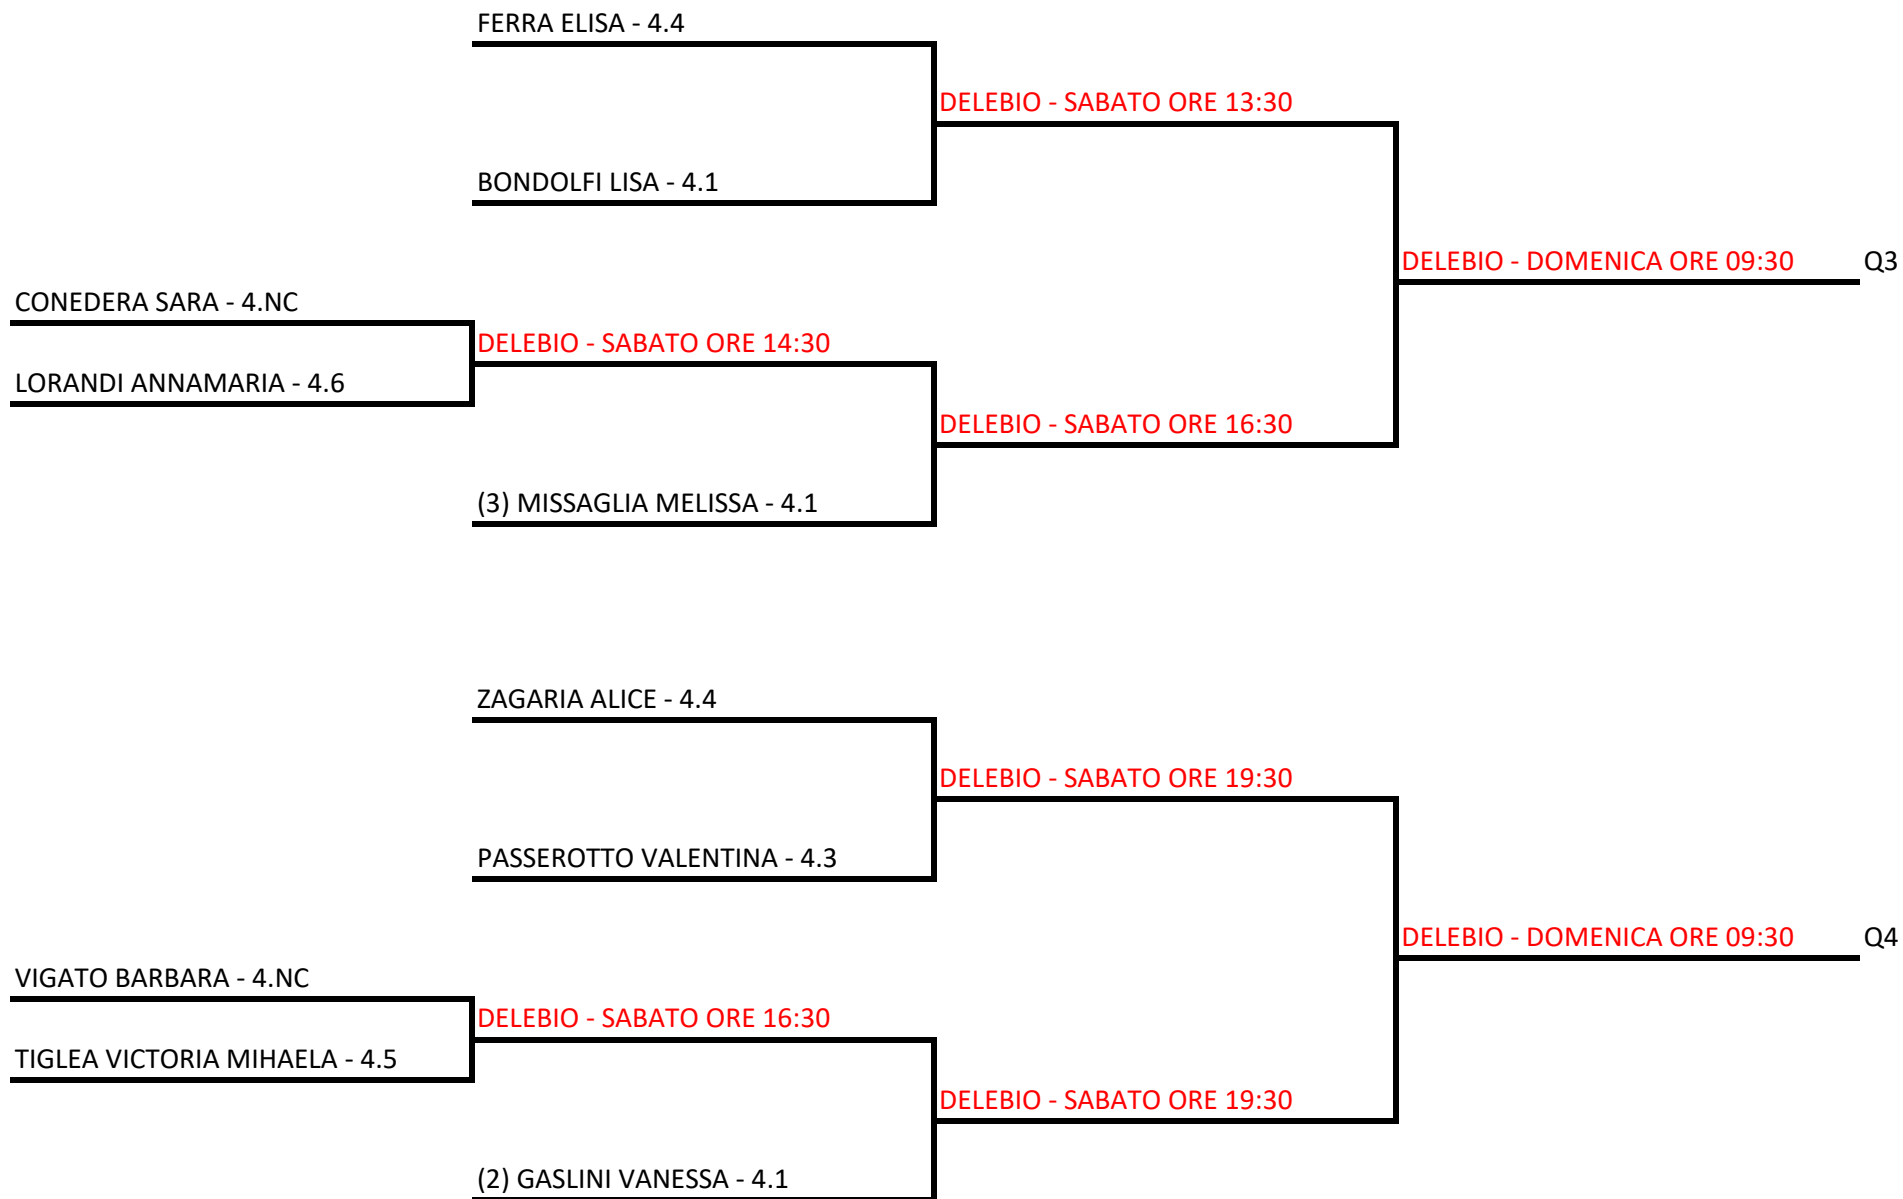 FERRA ELISA - 4.4
DELEBIO - SABATO ORE 13:30
BONDOLFI LISA - 4.1
DELEBIO - DOMENICA ORE 09:30 Q3
CONEDERA SARA - 4.NC
DELEBIO - SABATO ORE 14:30
LORANDI ANNAMARIA - 4.6
DELEBIO - SABATO ORE 16:30
(3) MISSAGLIA MELISSA - 4.1
ZAGARIA ALICE - 4.4
DELEBIO - SABATO ORE 19:30
PASSEROTTO VALENTINA - 4.3
DELEBIO - DOMENICA ORE 09:30 Q4
VIGATO BARBARA - 4.NC
DELEBIO - SABATO ORE 16:30
TIGLEA VICTORIA MIHAELA - 4.5
DELEBIO - SABATO ORE 19:30
(2) GASLINI VANESSA - 4.1